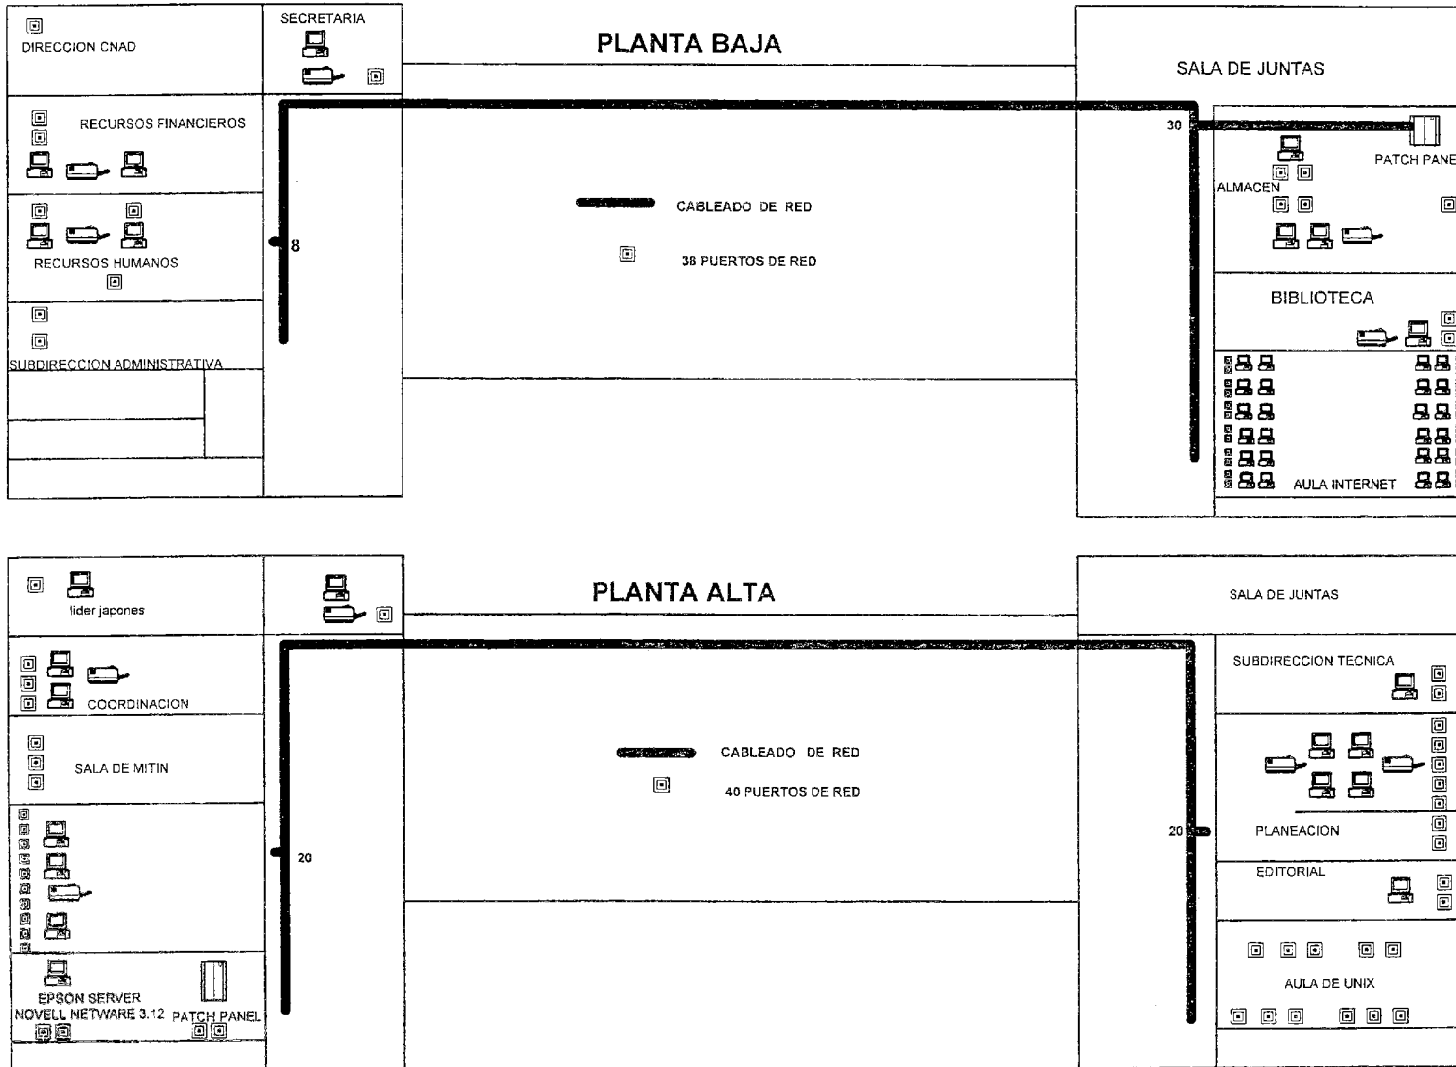 DIRECCION CNAD
SECRETARIA
PLANTA BAJA
SALA DE JUNTAS
RECURSOS FINANCIEROS
30
PATCH PANE
ALMACEN
CABLEADO DE RED
8
38 PUERTOS DE RED
RECURSOS HUMANOS
BIBLIOTECA
SUBDIRECCION ADMINISTRATIVA
AULA INTERNET
lider japones
PLANTA ALTA
SALA DE JUNTAS
SUBDIRECCION TECNICA
COORDINACION
CABLEADO DE RED
SALA DE MITIN
40 PUERTOS DE RED
20
PLANEACION
20
EDITORIAL
EPSON SERVER
NOVELL NETWARE 3.12
PATCH PANEL
AULA DE UNIX